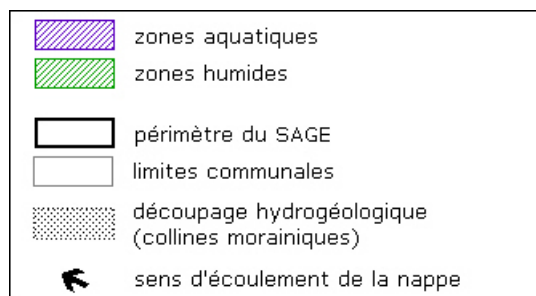 zones aquatiques
zones humides
périmètre du SAGE
limites communales
découpage hydrogéologique
(collines morainiques)
sens d'écoulement de la nappe